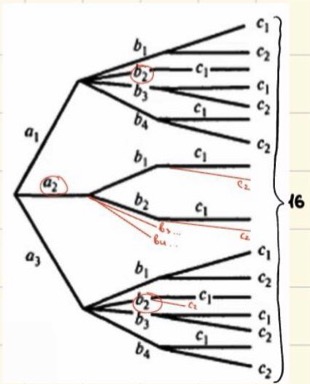 c₁
b₁ c₂
b₂ c₁
b₃ c₁
c₂
b₄ c₁
c₂
a₁
b₁ c₁
c₂
a₂
b₂ c₁
16
b₃... c₂
b₄..
a₃
b₁ c₁
c₂
b₂ c₁
c₂
b₃ c₁
c₂
b₄ c₁
c₂